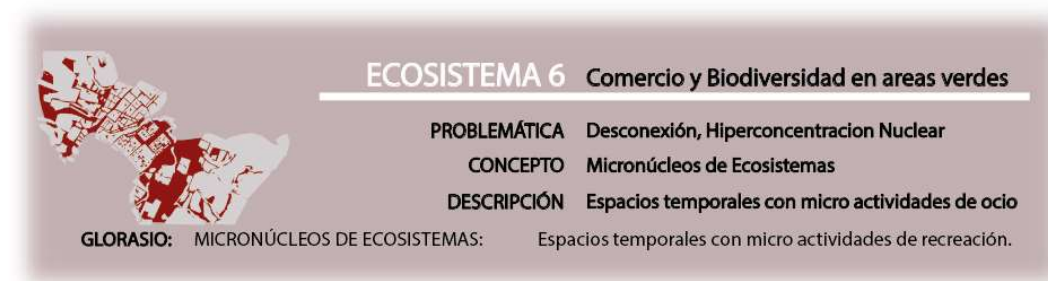 ECOSISTEMA 6 Comercio y Biodiversidad en areas verdes
PROBLEMÁTICA Desconexión, Hiperconcentracion Nuclear
CONCEPTO Micronúcleos de Ecosistemas
DESCRIPCIÓN Espacios temporales con micro actividades de ocio
GLORASIO: MICRONÚCLEOS DE ECOSISTEMAS: Espacios temporales con micro actividades de recreación.